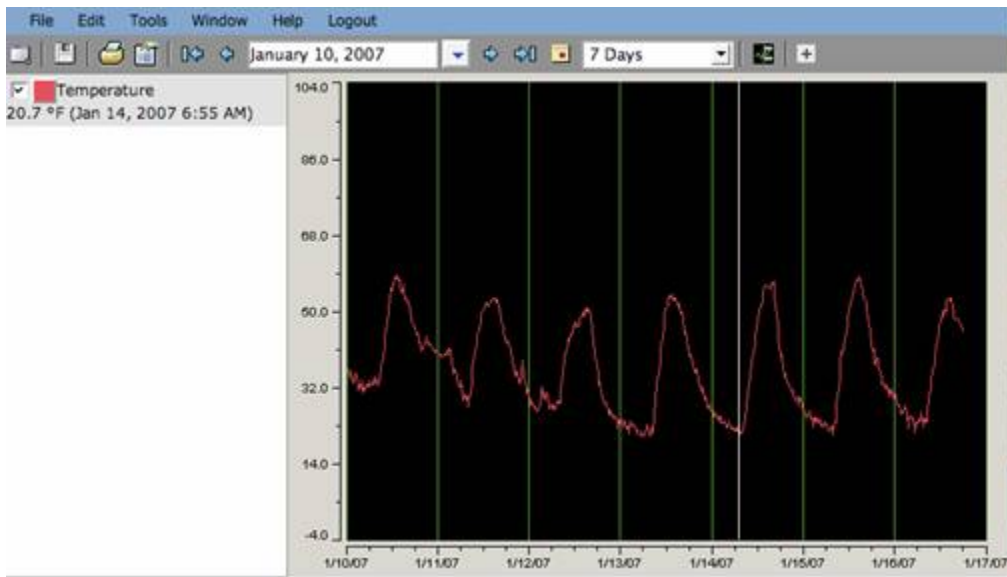 File Edit Tools Window Help Logout
January 10, 2007 7 Days
Temperature
20.7 °F (Jan 14, 2007 6:55 AM)
104.0
86.0
68.0
50.0
32.0
14.0
-4.0
1/10/07 1/11/07 1/12/07 1/13/07 1/14/07 1/15/07 1/16/07 1/17/07